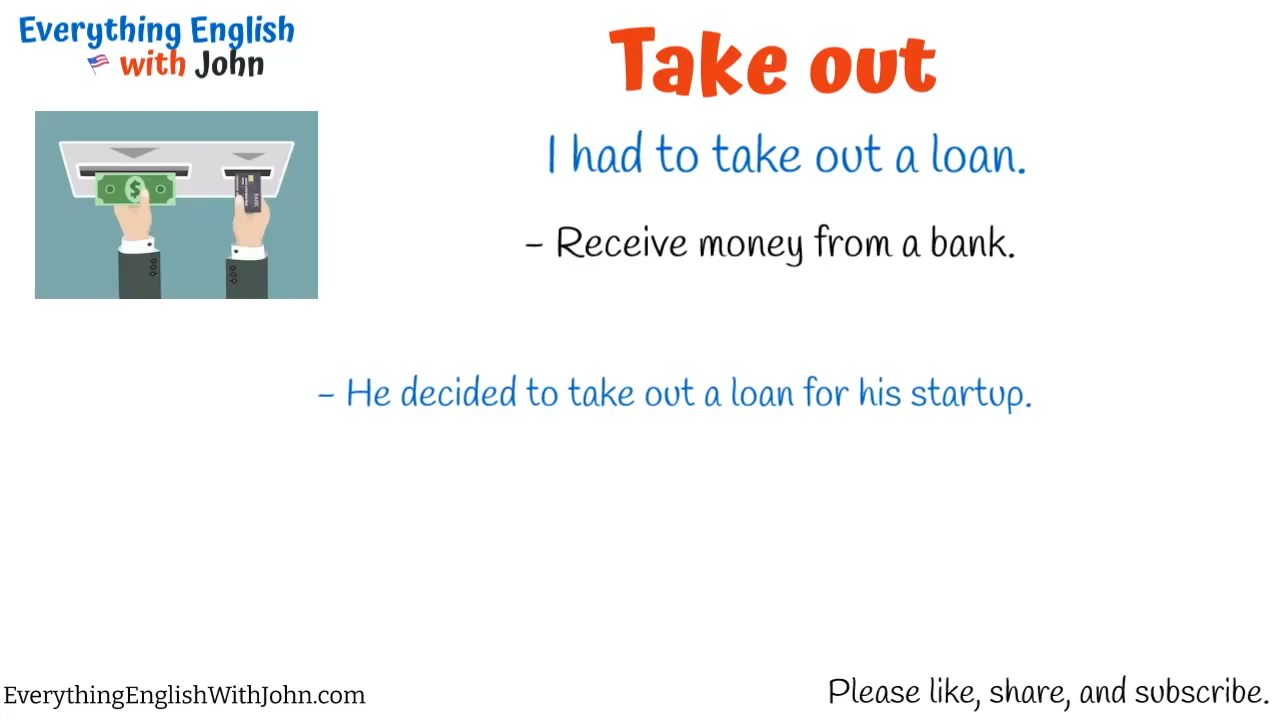 Everything English
with John
Take out
I had to take out a loan.
- Receive money from a bank.
$
BANK
- He decided to take out a loan for his startup.
EverythingEnglishWithJohn.com
Please like, share, and subscribe.